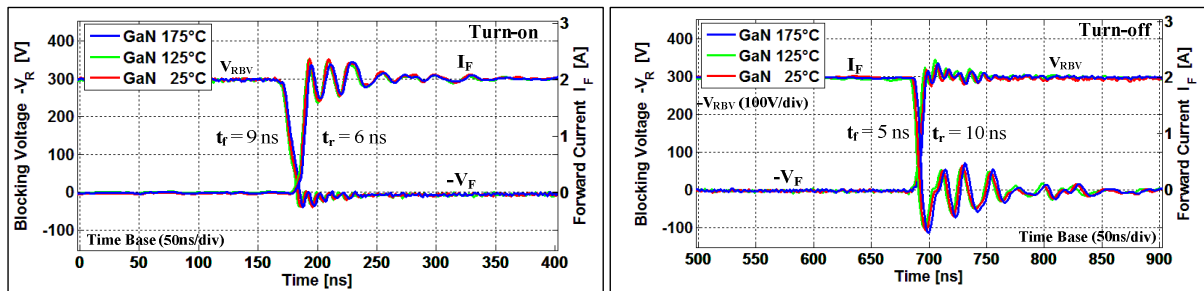 Turn-on
GaN 175°C
GaN 125°C
GaN 25°C
V_RBV
I_F
t_f = 9 ns
t_r = 6 ns
-V_F
Time Base (50ns/div)
Blocking Voltage -V_R [V]
400
300
200
100
0
-100
Forward Current I_F [A]
3
2
1
0
0 50 100 150 200 250 300 350 400
Time [ns]
Turn-off
GaN 175°C
GaN 125°C
GaN 25°C
I_F
V_RBV
-V_RBV (100V/div)
t_f = 5 ns
t_r = 10 ns
-V_F
Time Base (50ns/div)
Blocking Voltage -V_R [V]
400
300
200
100
0
-100
Forward Current I_F [A]
3
2
1
0
500 550 600 650 700 750 800 850 900
Time [ns]